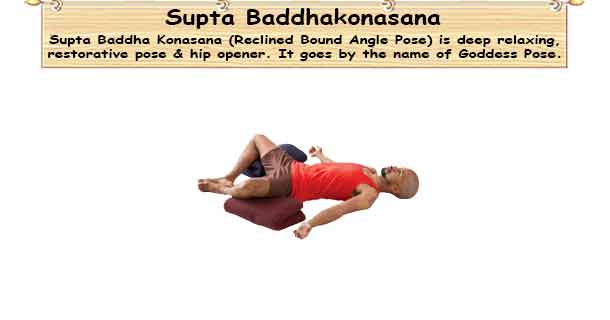 Supta Baddhakonasana
Supta Baddha Konasana (Reclined Bound Angle Pose) is deep relaxing,
restorative pose & hip opener. It goes by the name of Goddess Pose.